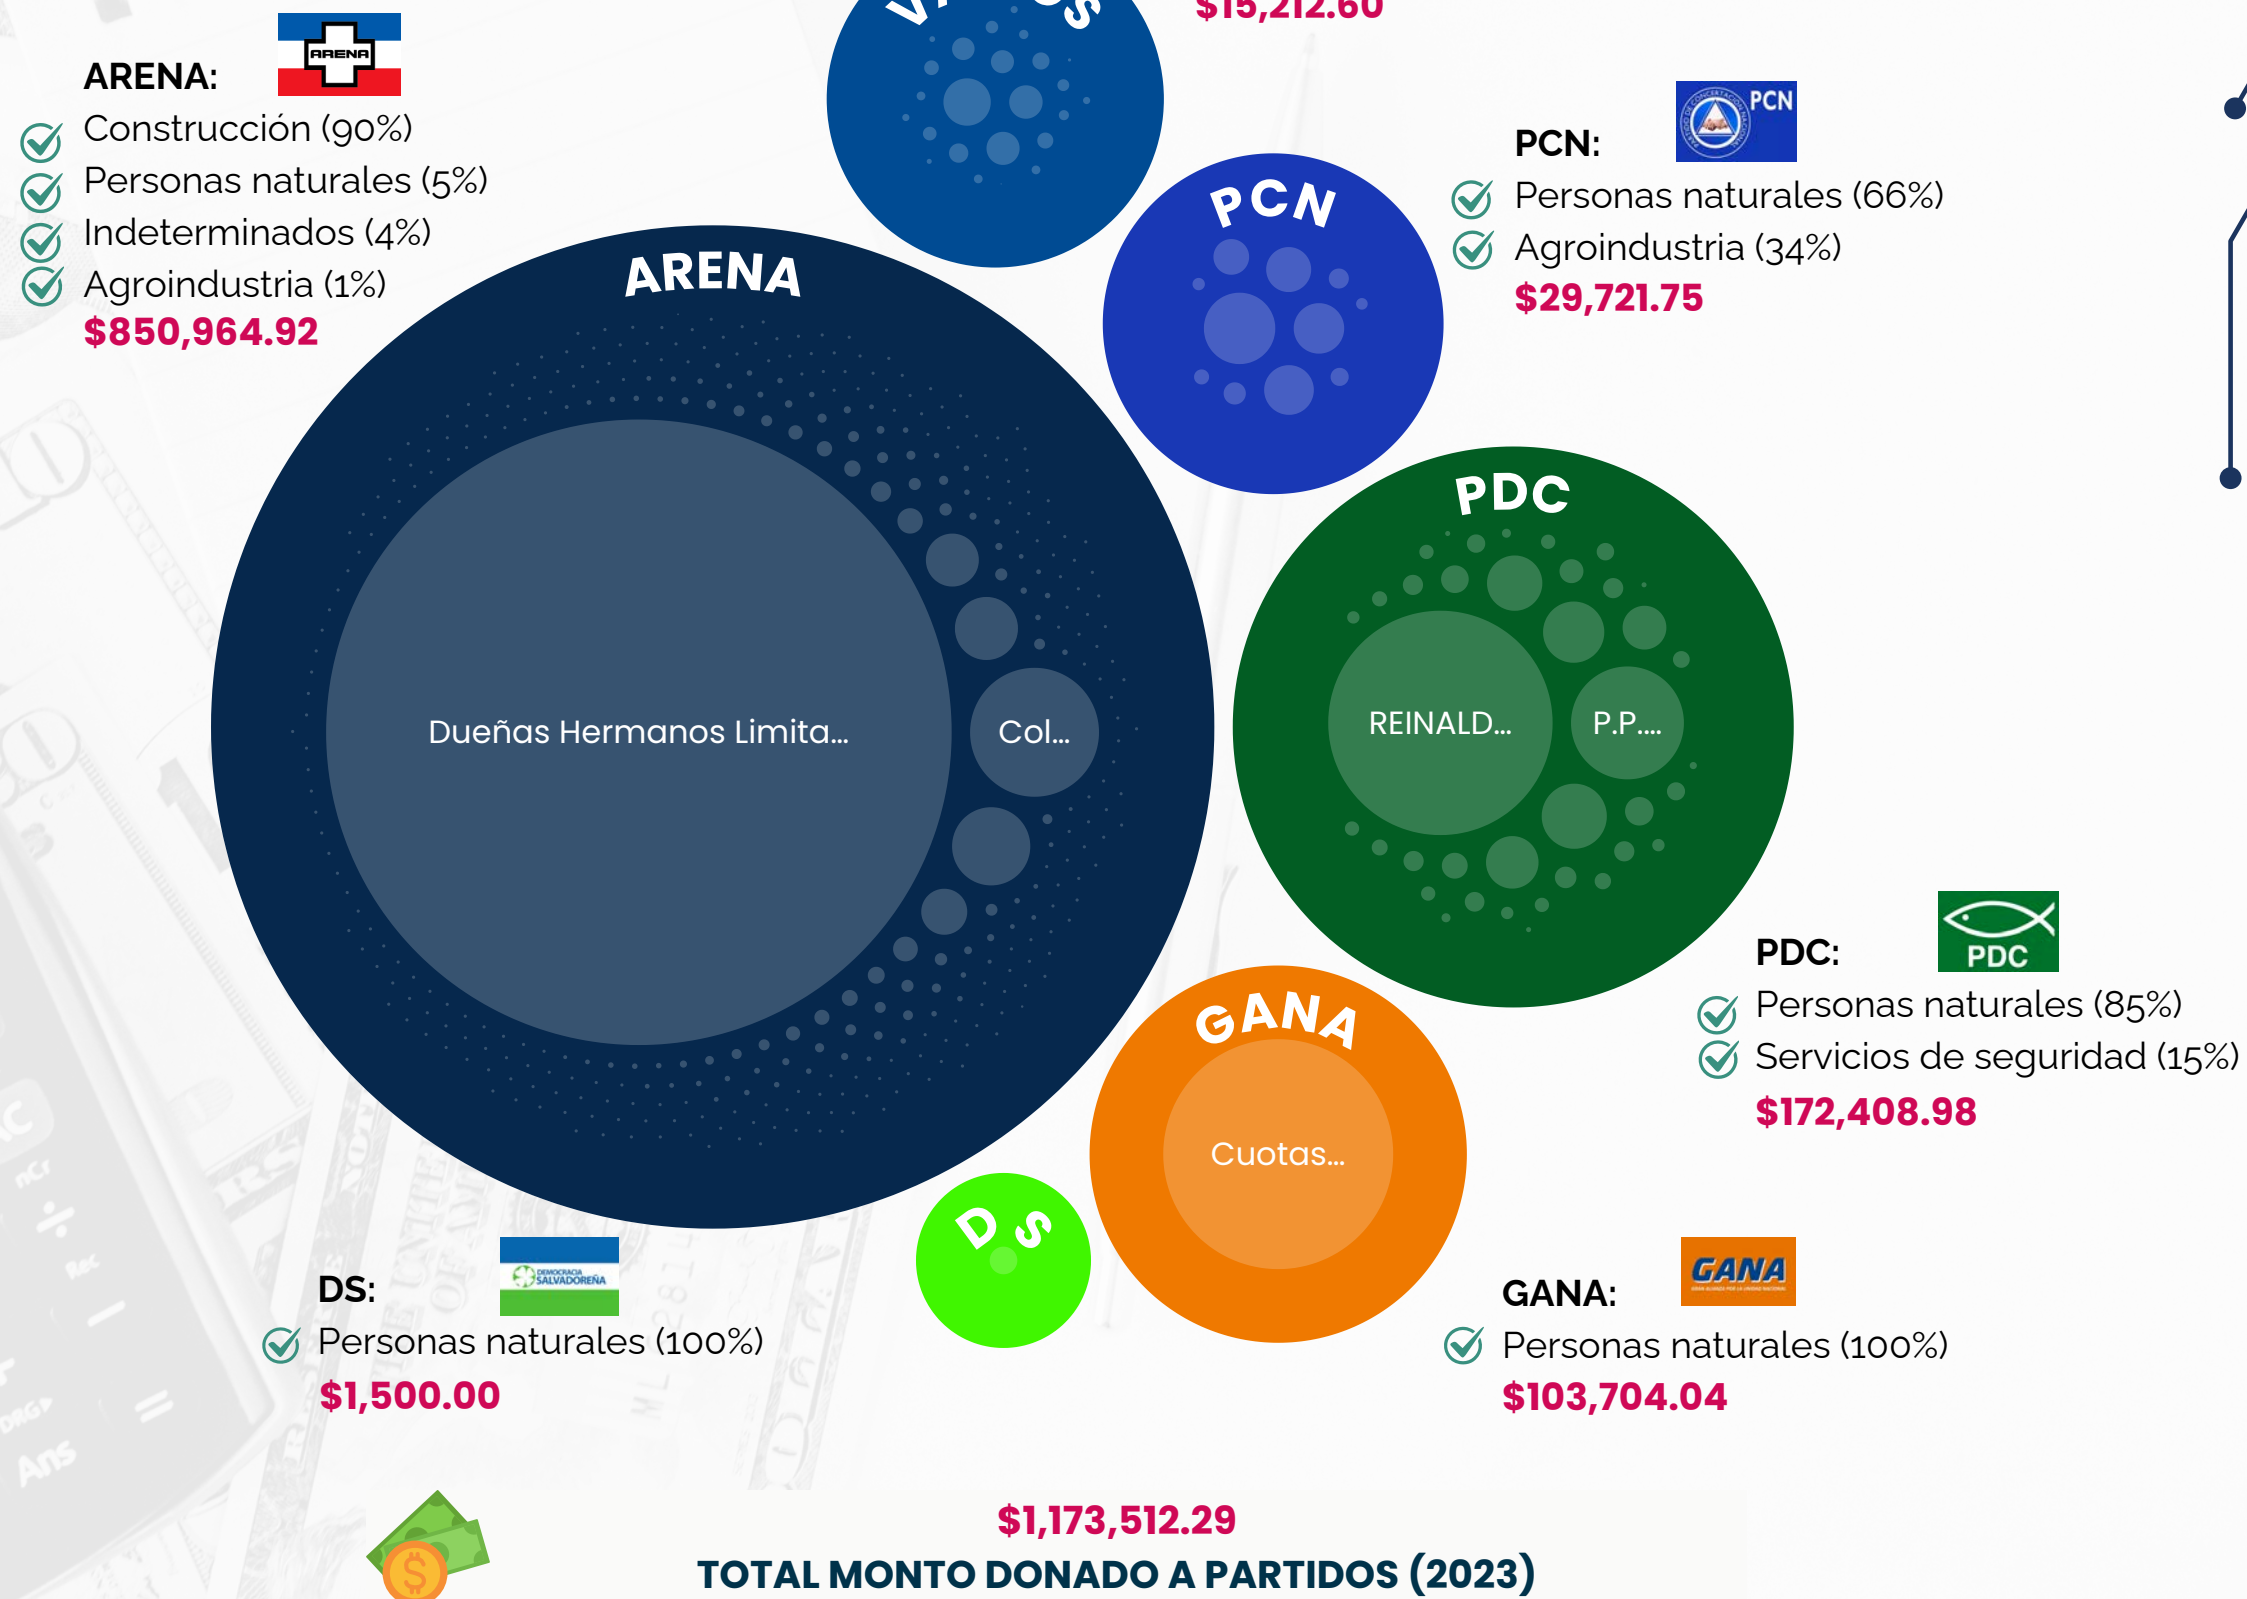 $15,212.60
ARENA:
ARENA
Construcción (90%)
Personas naturales (5%)
Indeterminados (4%)
Agroindustria (1%)
$850,964.92
PCN
PCN:
PCN
Personas naturales (66%)
Agroindustria (34%)
$29,721.75
ARENA
Dueñas Hermanos Limita...
Col...
PDC
REINALD...
P.P....
PDC:
PDC
Personas naturales (85%)
Servicios de seguridad (15%)
$172,408.98
GANA
Cuotas...
D S
DS:
DEMOCRACIA
SALVADOREÑA
Personas naturales (100%)
$1,500.00
GANA:
GANA
Personas naturales (100%)
$103,704.04
$1,173,512.29
TOTAL MONTO DONADO A PARTIDOS (2023)